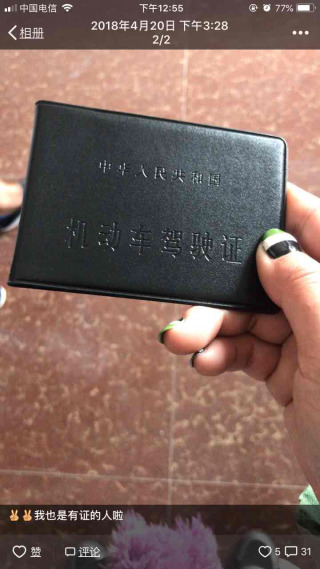 中国电信
下午12:55
77%
2018年4月20日 下午3:28
相册
2/2
中华人民共和国
机动车驾驶证
✌✌我也是有证的人啦
赞
评论
5
31